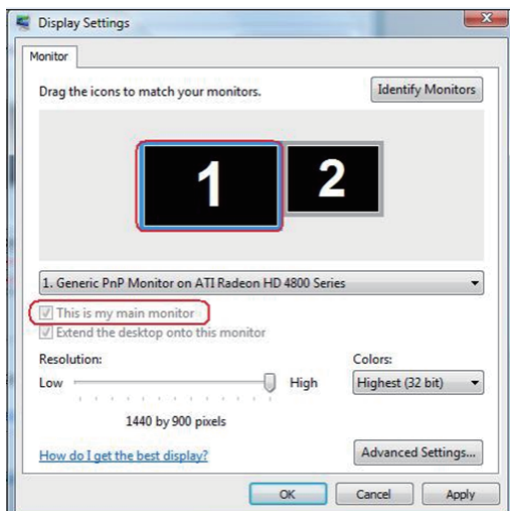 Display Settings
Monitor
Drag the icons to match your monitors.
Identify Monitors
1
2
1. Generic PnP Monitor on ATI Radeon HD 4800 Series
This is my main monitor
Extend the desktop onto this monitor
Resolution:
Colors:
Low
High
Highest (32 bit)
1440 by 900 pixels
How do I get the best display?
Advanced Settings...
OK
Cancel
Apply